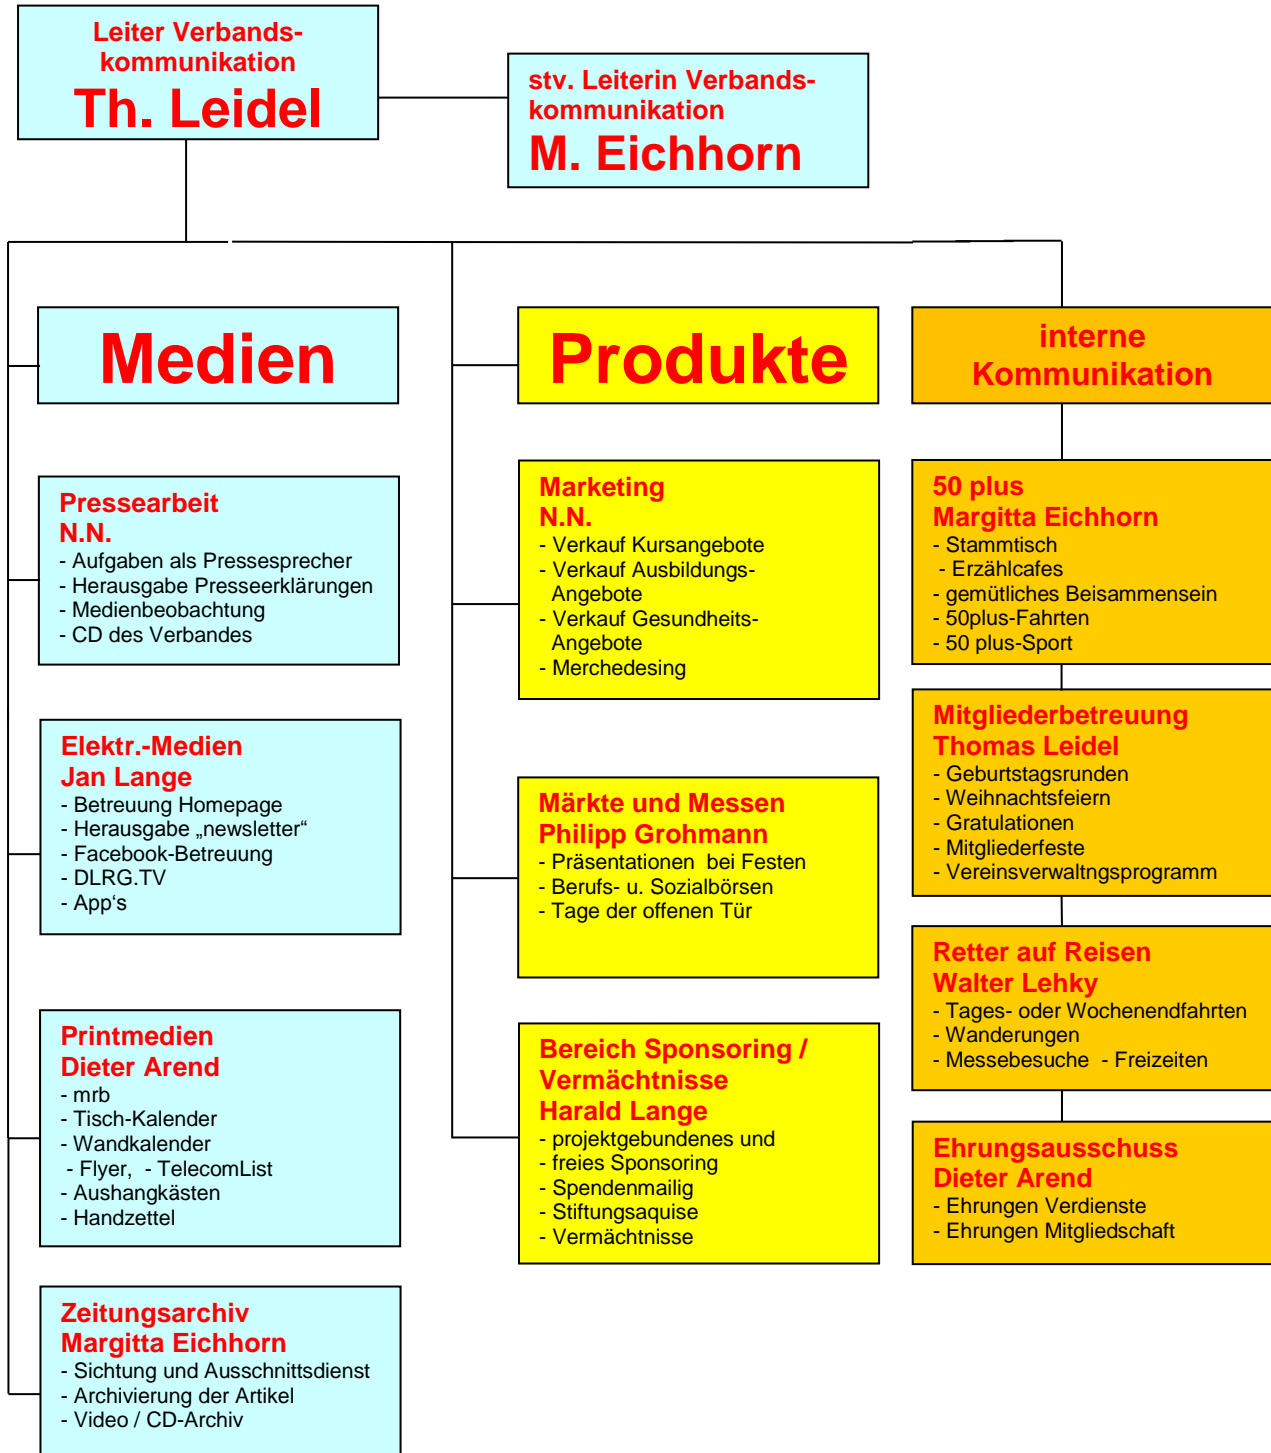 Leiter Verbands-
kommunikation
Th. Leidel
stv. Leiterin Verbands-
kommunikation
M. Eichhorn
Medien
Pressearbeit
N.N.
- Aufgaben als Pressesprecher
- Herausgabe Presseerklärungen
- Medienbeobachtung
- CD des Verbandes
Elektr.-Medien
Jan Lange
- Betreuung Homepage
- Herausgabe „newsletter“
- Facebook-Betreuung
- DLRG.TV
- App's
Printmedien
Dieter Arend
- mrb
- Tisch-Kalender
- Wandkalender
- Flyer,  - TelecomList
- Aushangkästen
- Handzettel
Zeitungsarchiv
Margitta Eichhorn
- Sichtung und Ausschnittsdienst
- Archivierung der Artikel
- Video / CD-Archiv
Produkte
Marketing
N.N.
- Verkauf Kursangebote
- Verkauf Ausbildungs-
Angebote
- Verkauf Gesundheits-
Angebote
- Merchedesing
Märkte und Messen
Philipp Grohmann
- Präsentationen  bei Festen
- Berufs- u. Sozialbörsen
- Tage der offenen Tür
Bereich Sponsoring /
Vermächtnisse
Harald Lange
- projektgebundenes und
- freies Sponsoring
- Spendenmailig
- Stiftungsaquise
- Vermächtnisse
interne
Kommunikation
50 plus
Margitta Eichhorn
- Stammtisch
- Erzählcafes
- gemütliches Beisammensein
- 50plus-Fahrten
- 50 plus-Sport
Mitgliederbetreuung
Thomas Leidel
- Geburtstagsrunden
- Weihnachtsfeiern
- Gratulationen
- Mitgliederfeste
- Vereinsverwaltngsprogramm
Retter auf Reisen
Walter Lehky
- Tages- oder Wochenendfahrten
- Wanderungen
- Messebesuche  - Freizeiten
Ehrungsausschuss
Dieter Arend
- Ehrungen Verdienste
- Ehrungen Mitgliedschaft